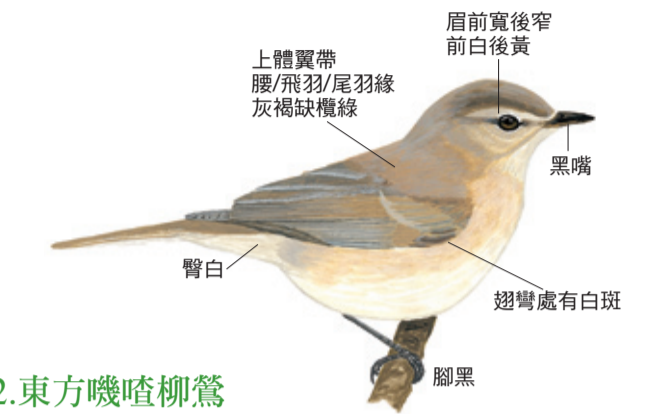 眉前寬後窄
前白後黃
上體翼帶
腰/飛羽/尾羽緣
灰褐缺欖綠
黑嘴
臀白
翅彎處有白斑
腳黑
2.東方嘰喳柳鶯